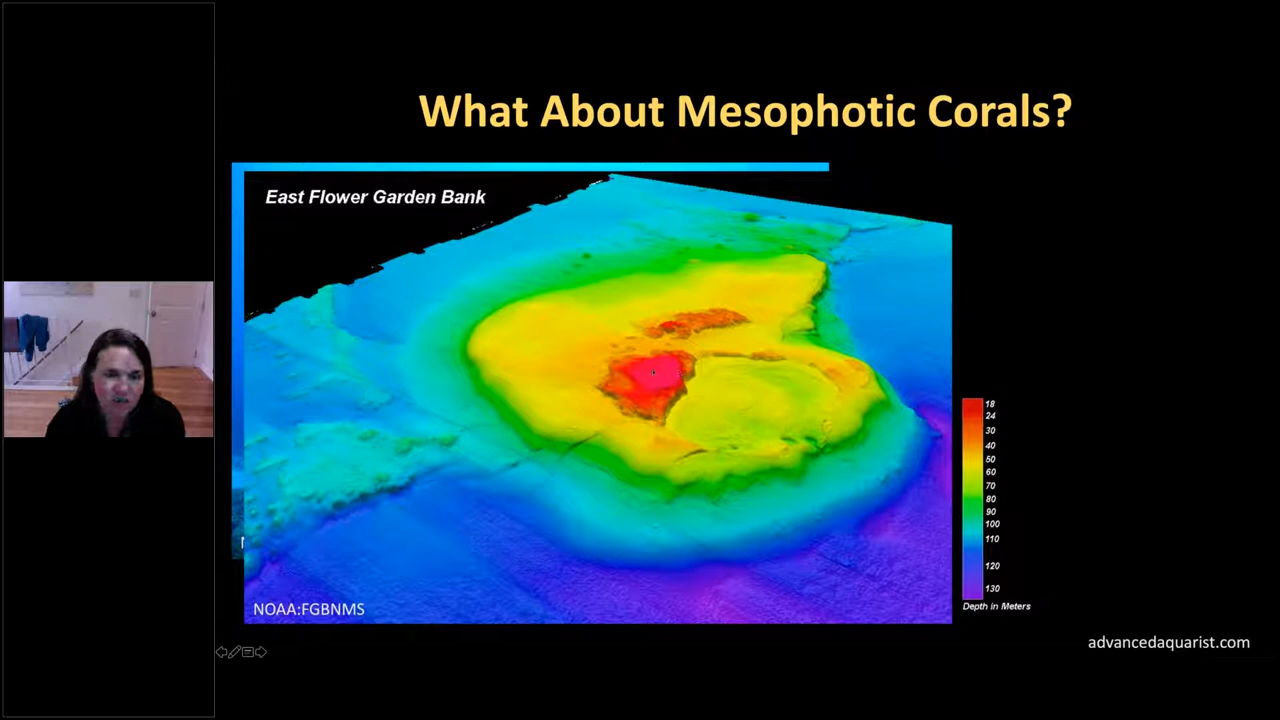 What About Mesophotic Corals?
East Flower Garden Bank
18
24
30
40
50
60
70
80
90
100
110
120
130
Depth in Meters
NOAA:FGBNMS
advancedaquarist.com